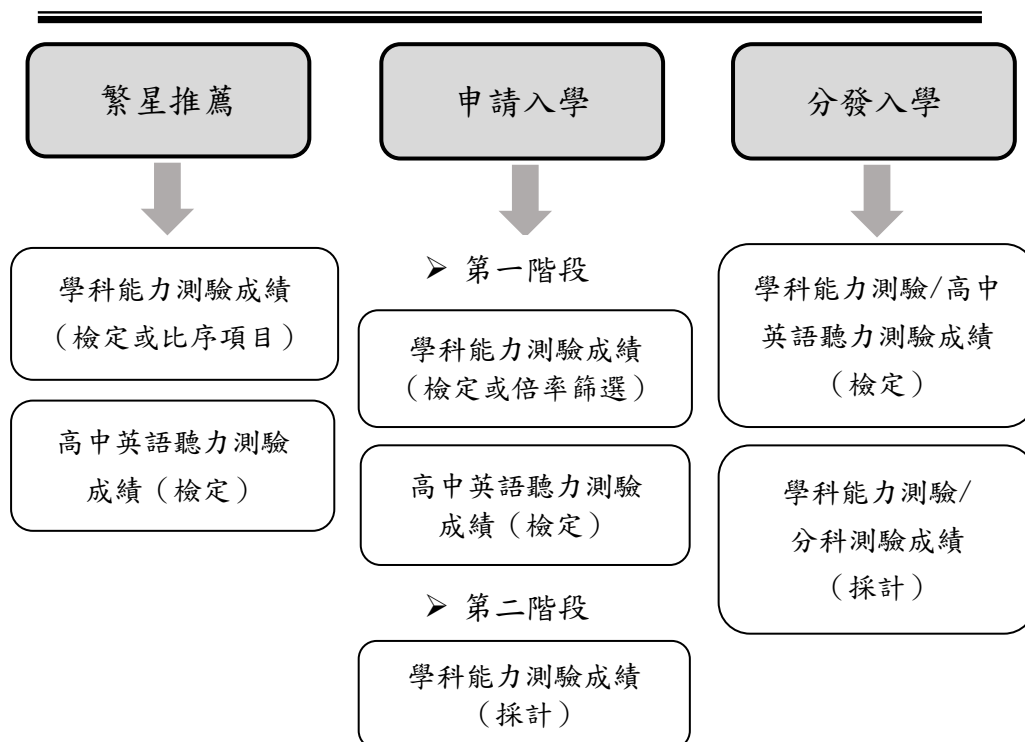 繁星推薦
學科能力測驗成績
（檢定或比序項目）
高中英語聽力測驗
成績（檢定）
申請入學
➢ 第一階段
學科能力測驗成績
（檢定或倍率篩選）
高中英語聽力測驗
成績（檢定）
➢ 第二階段
學科能力測驗成績
（採計）
分發入學
學科能力測驗/高中
英語聽力測驗成績
（檢定）
學科能力測驗/
分科測驗成績
（採計）